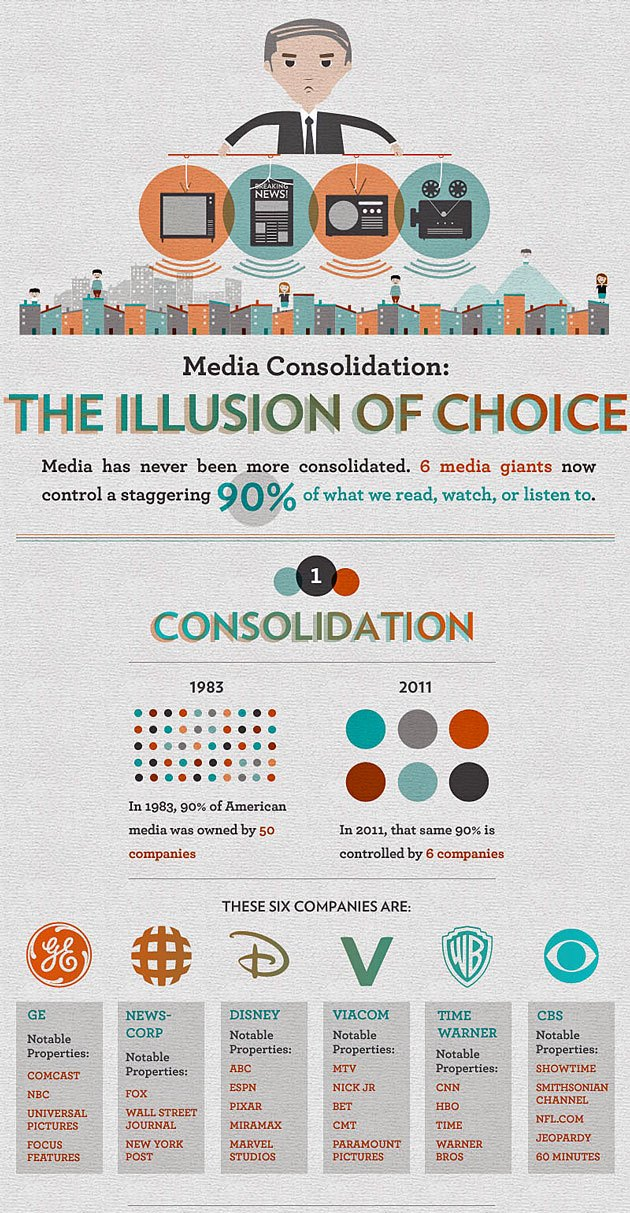 BREAKING
NEWS!
Media Consolidation:
THE ILLUSION OF CHOICE
Media has never been more consolidated. 6 media giants now
control a staggering 90% of what we read, watch, or listen to.
1
CONSOLIDATION
1983
2011
In 1983, 90% of American
media was owned by 50
companies
In 2011, that same 90% is
controlled by 6 companies
THESE SIX COMPANIES ARE:
GE
D
V
WB
GE
Notable
Properties:
COMCAST
NBC
UNIVERSAL
PICTURES
FOCUS
FEATURES
NEWS-
CORP
Notable
Properties:
FOX
WALL STREET
JOURNAL
NEW YORK
POST
DISNEY
Notable
Properties:
ABC
ESPN
PIXAR
MIRAMAX
MARVEL
STUDIOS
VIACOM
Notable
Properties:
MTV
NICK JR
BET
CMT
PARAMOUNT
PICTURES
TIME
WARNER
Notable
Properties:
CNN
HBO
TIME
WARNER
BROS
CBS
Notable
Properties:
SHOWTIME
SMITHSONIAN
CHANNEL
NFL.COM
JEOPARDY
60 MINUTES